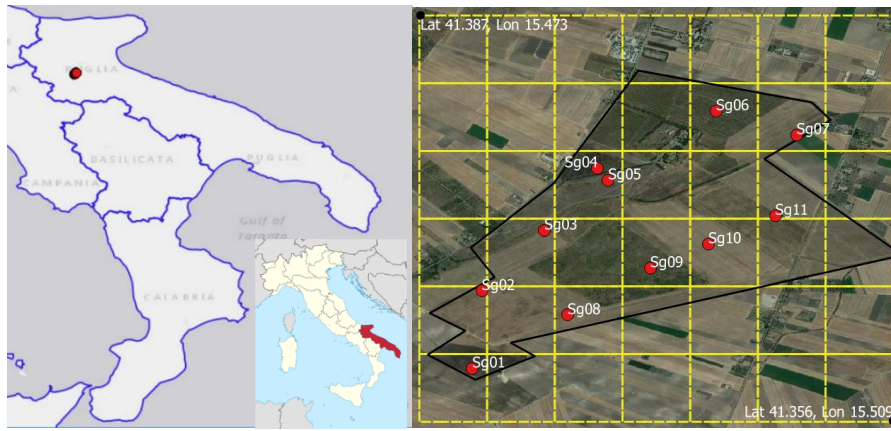 PUGLIA
BASILICATA
PUGLIA
CAMPANIA
Gulf of
Taranto
CALABRIA
Lat 41.387, Lon 15.473
Sg06
Sg07
Sg04
Sg05
Sg11
Sg03
Sg10
Sg09
Sg02
Sg08
Sg01
Lat 41.356, Lon 15.509